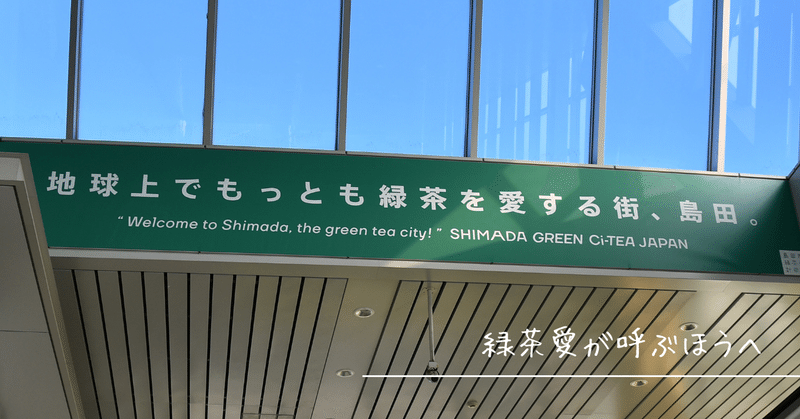 地球上でもっとも緑茶を愛する街、島田。
“Welcome to Shimada, the green tea city!” SHIMADA GREEN Ci-TEA JAPAN
緑茶愛が呼ぶほうへ